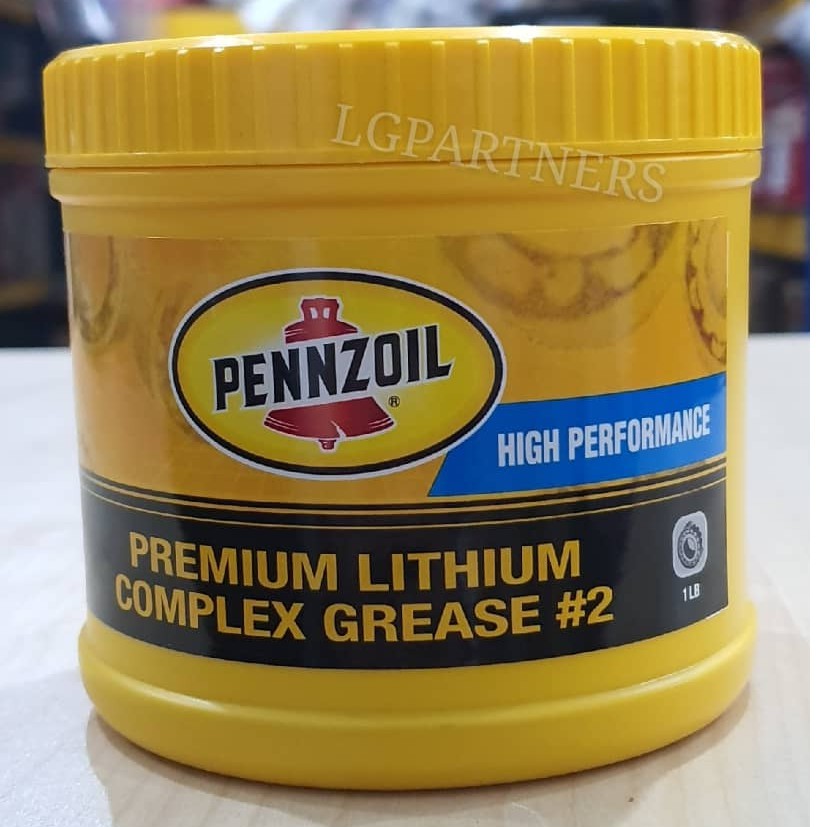 LGPARTNERS
PENNZOIL
®
HIGH PERFORMANCE
PREMIUM LITHIUM
COMPLEX GREASE #2
1 LB